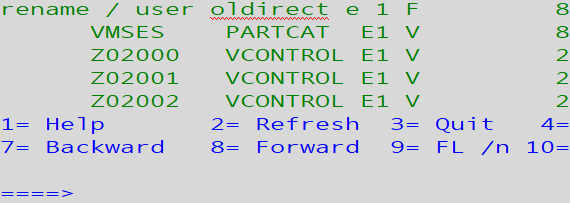 rename / user oldirect e 1 F 8
VMSES PARTCAT E1 V 8
Z02000 VCONTROL E1 V 2
Z02001 VCONTROL E1 V 2
Z02002 VCONTROL E1 V 2
1= Help 2= Refresh 3= Quit 4=
7= Backward 8= Forward 9= FL /n 10=
====>